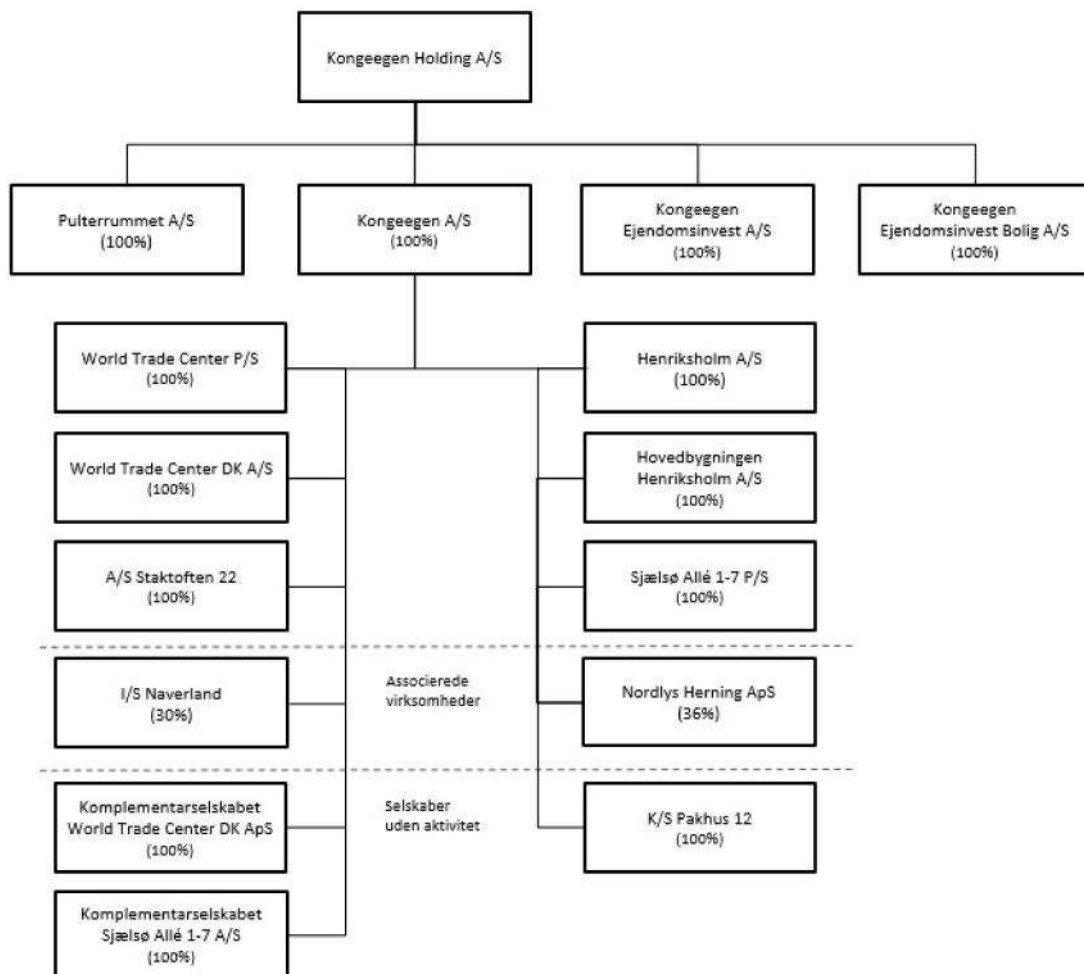 Kongeegen Holding A/S
Pulterrummet A/S
(100%)
Kongeegen A/S
(100%)
Kongeegen
Ejendomsinvest A/S
(100%)
Kongeegen
Ejendomsinvest Bolig A/S
(100%)
World Trade Center P/S
(100%)
Henriksholm A/S
(100%)
World Trade Center DK A/S
(100%)
Hovedbygningen
Henriksholm A/S
(100%)
A/S Staktoften 22
(100%)
Sjælsø Allé 1-7 P/S
(100%)
I/S Naverland
(30%)
Associerede
virksomheder
Nordlys Herning ApS
(36%)
Komplementarselskabet
World Trade Center DK ApS
(100%)
Selskaber
uden aktivitet
K/S Pakhus 12
(100%)
Komplementarselskabet
Sjælsø Allé 1-7 A/S
(100%)